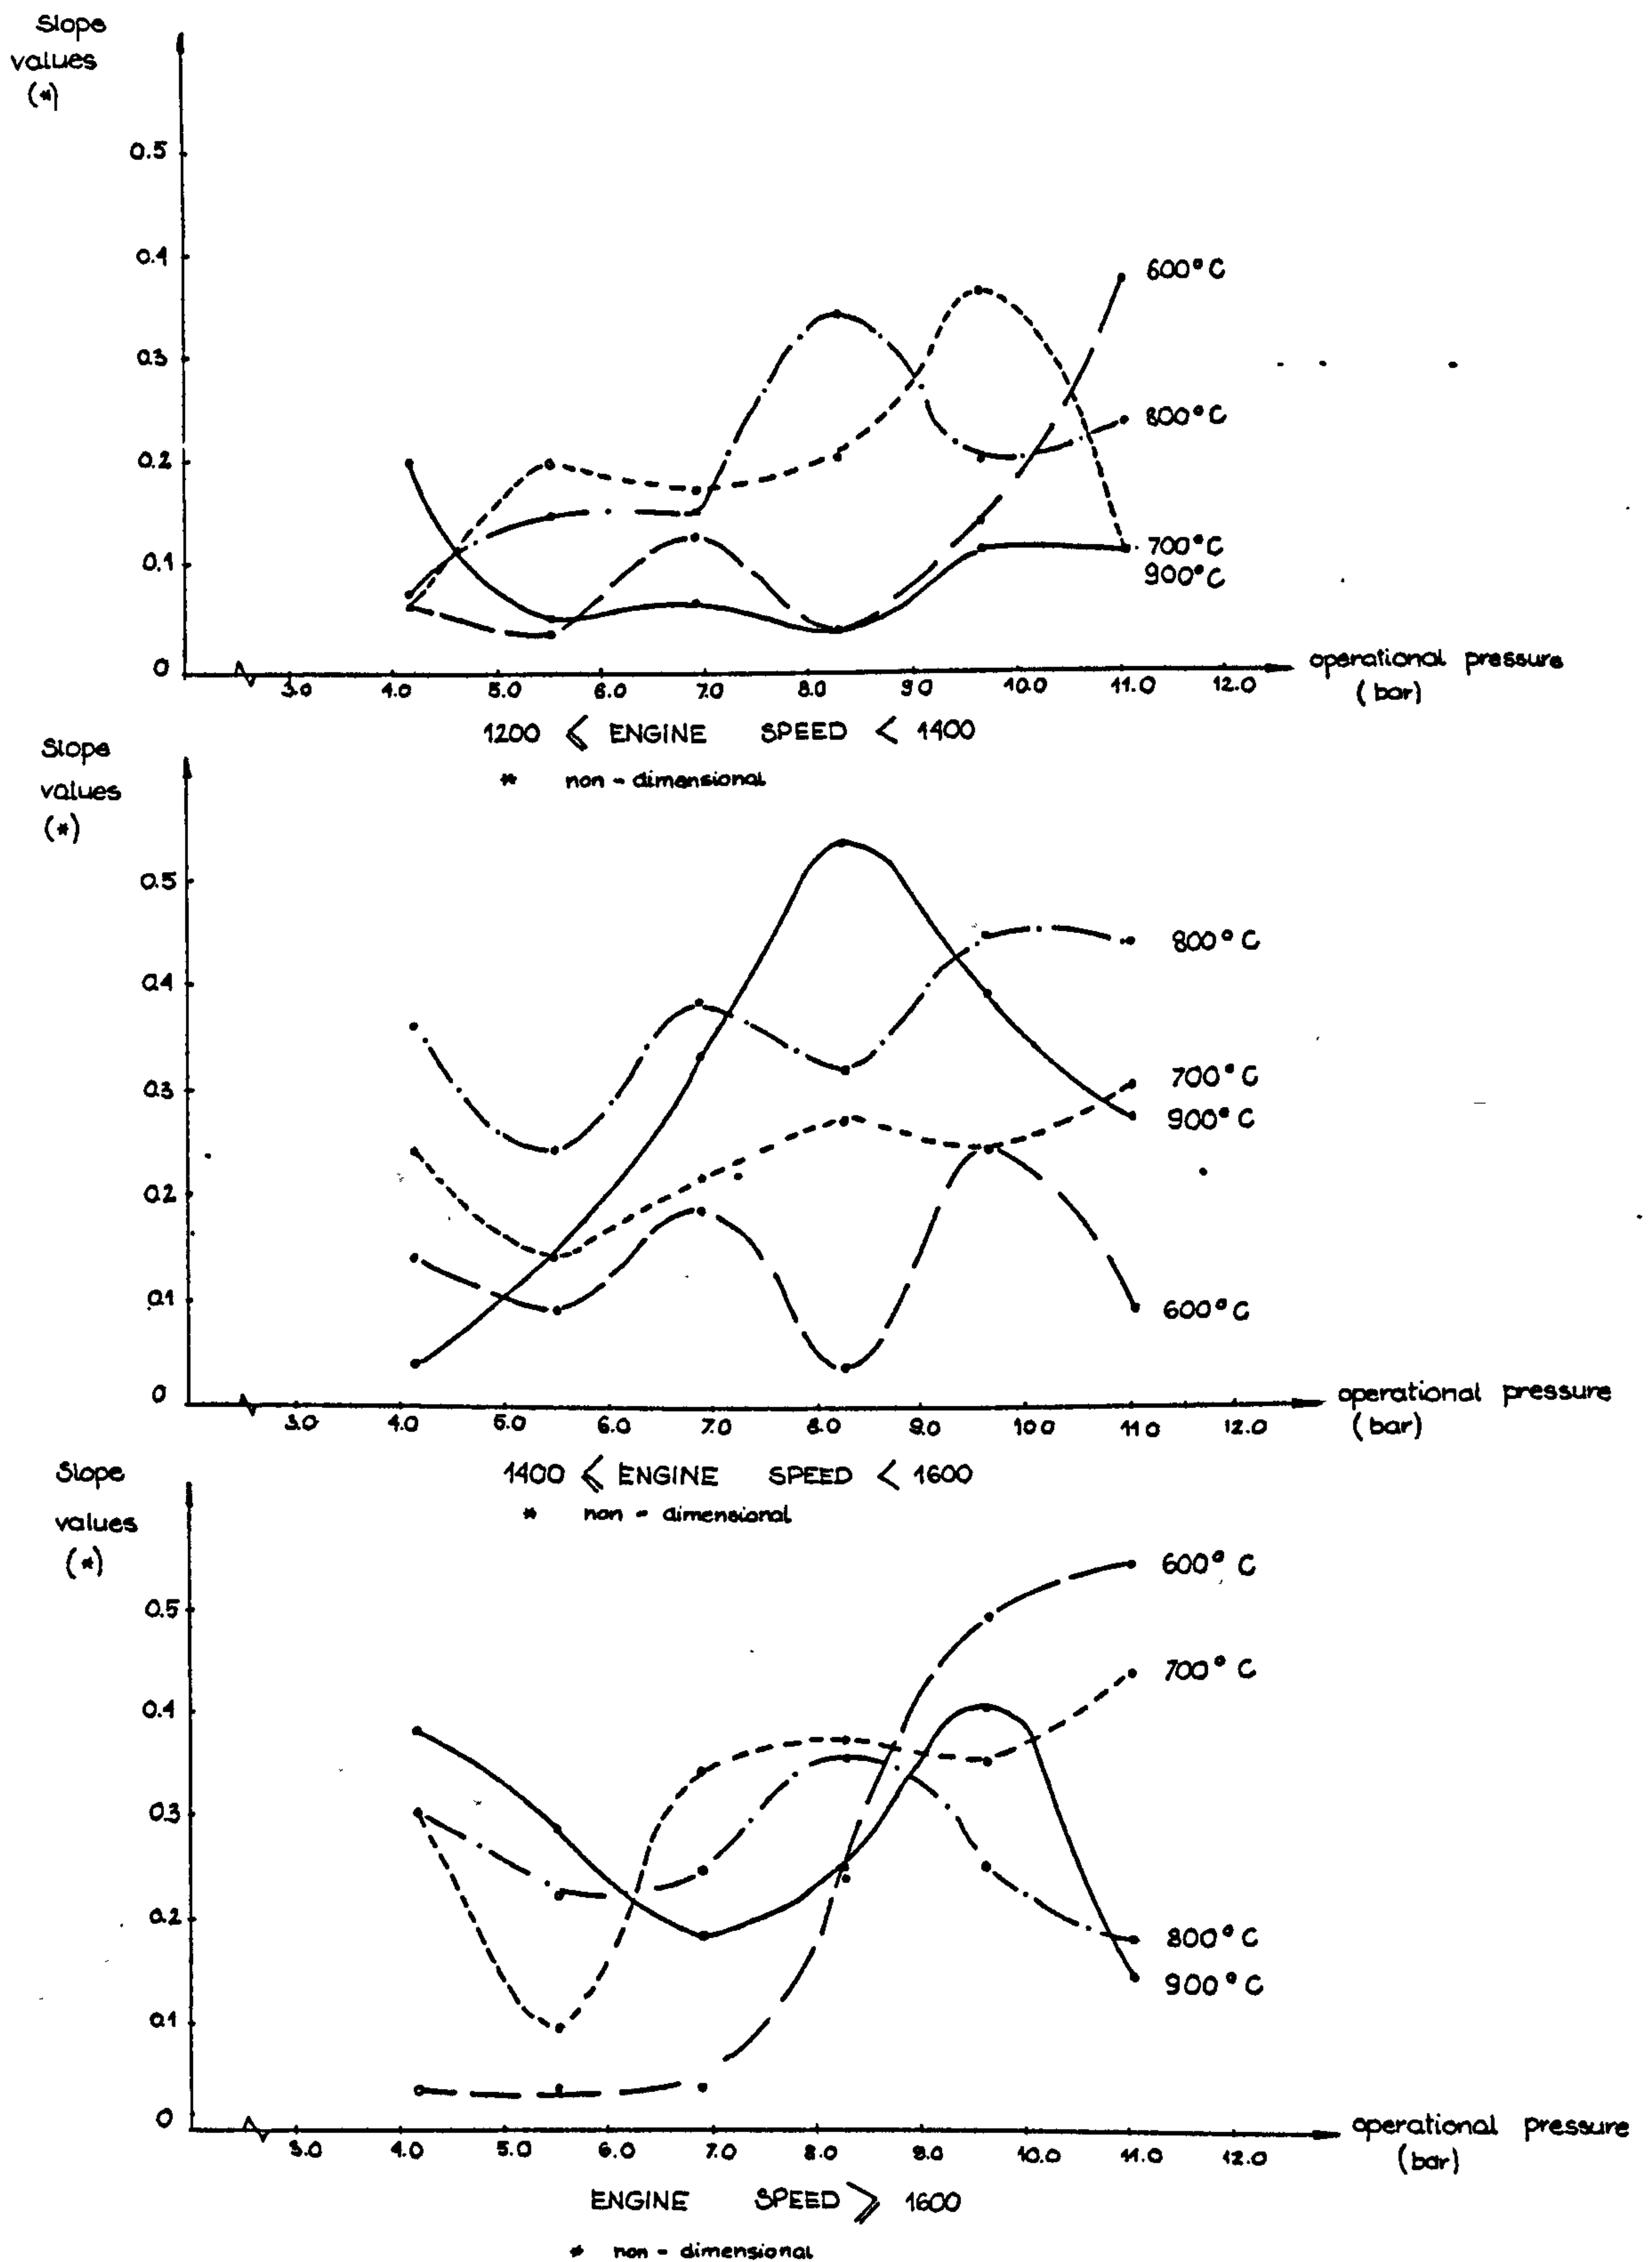 Slope
values
(*)
0.5
0.4
0.3
0.2
0.1
0
600°C
800°C
700°C
900°C
3.0 4.0 5.0 6.0 7.0 8.0 9.0 10.0 11.0 12.0
operational pressure
(bar)
1200 ⩽ ENGINE SPEED < 1400
* non - dimensional
Slope
values
(*)
0.5
0.4
0.3
0.2
0.1
0
800°C
700°C
900°C
600°C
3.0 4.0 5.0 6.0 7.0 8.0 9.0 10.0 11.0 12.0
operational pressure
(bar)
1400 ⩽ ENGINE SPEED < 1600
* non - dimensional
Slope
values
(*)
0.5
0.4
0.3
0.2
0.1
0
600°C
700°C
800°C
900°C
3.0 4.0 5.0 6.0 7.0 8.0 9.0 10.0 11.0 12.0
operational pressure
(bar)
ENGINE SPEED ⩾ 1600
* non - dimensional